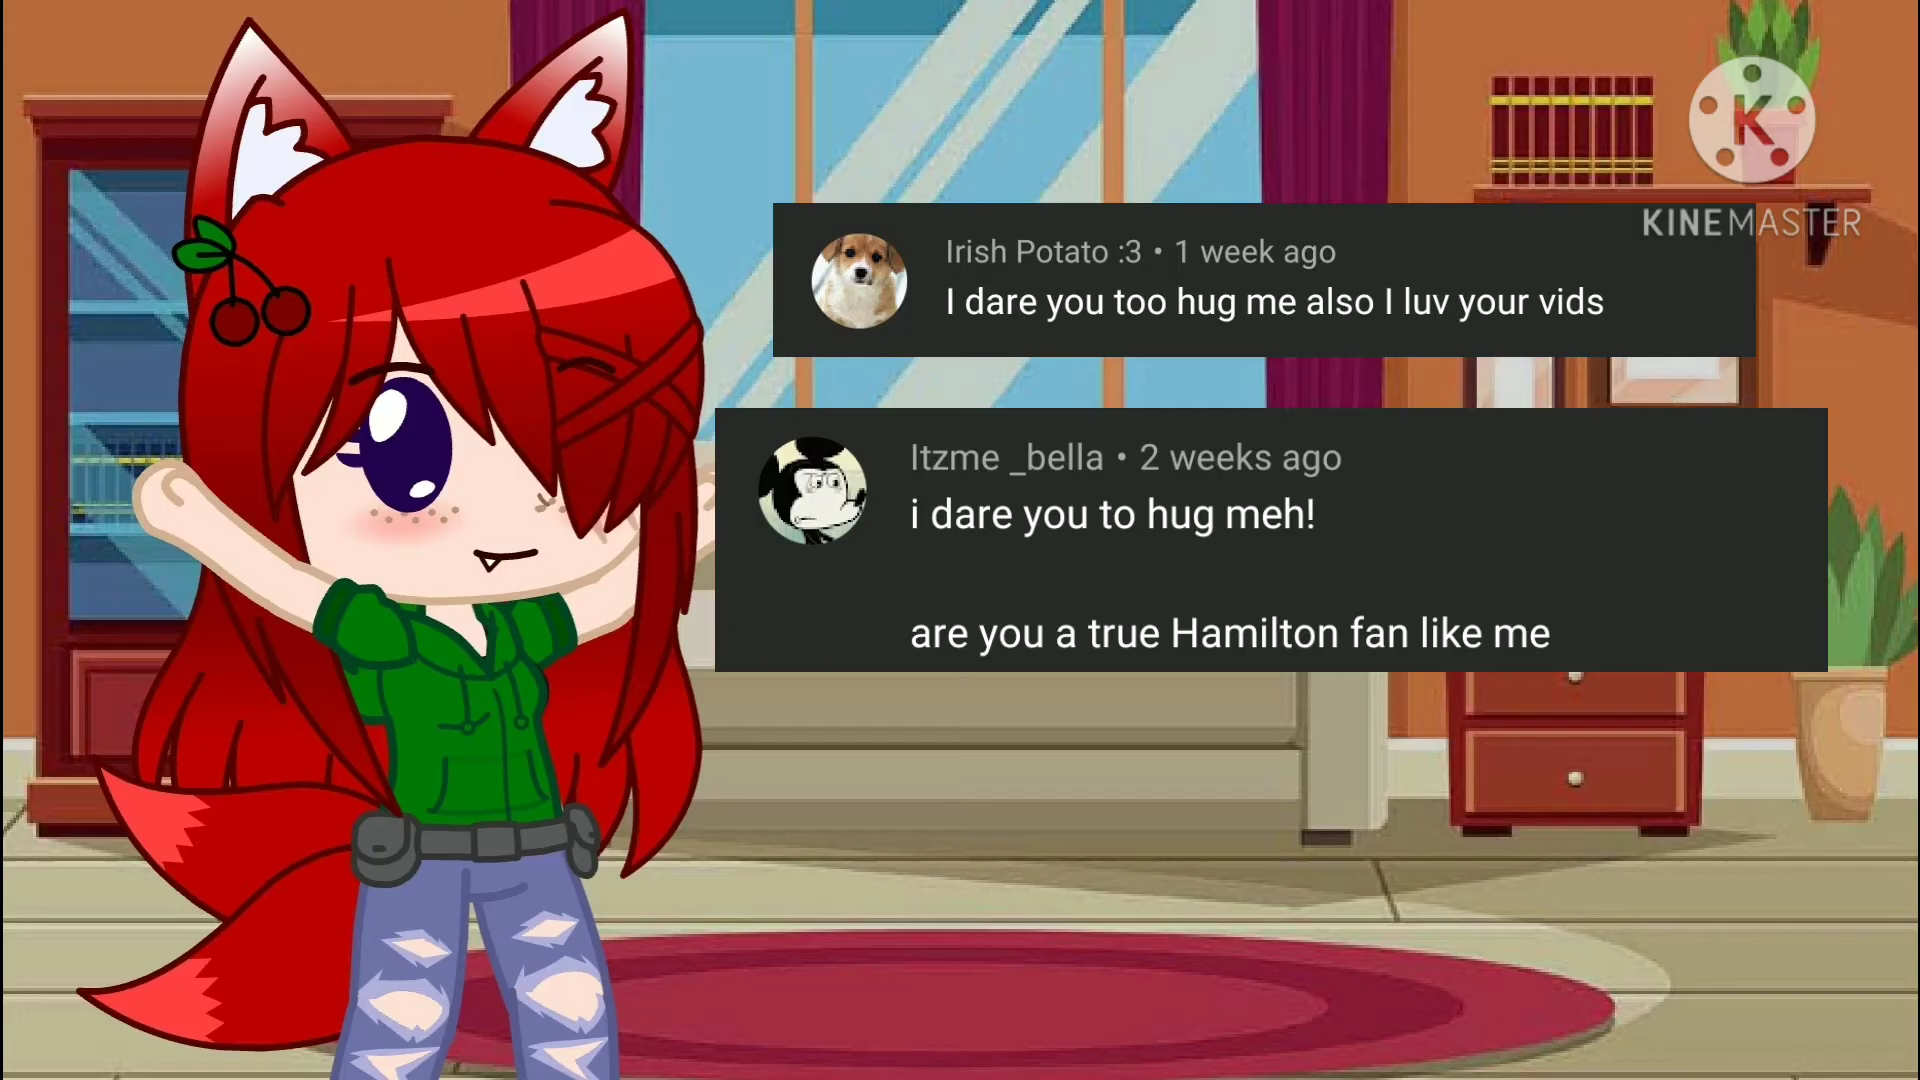 K
KINEMASTER
Irish Potato :3 • 1 week ago
I dare you too hug me also I luv your vids
Itzme _bella • 2 weeks ago
i dare you to hug meh!
are you a true Hamilton fan like me